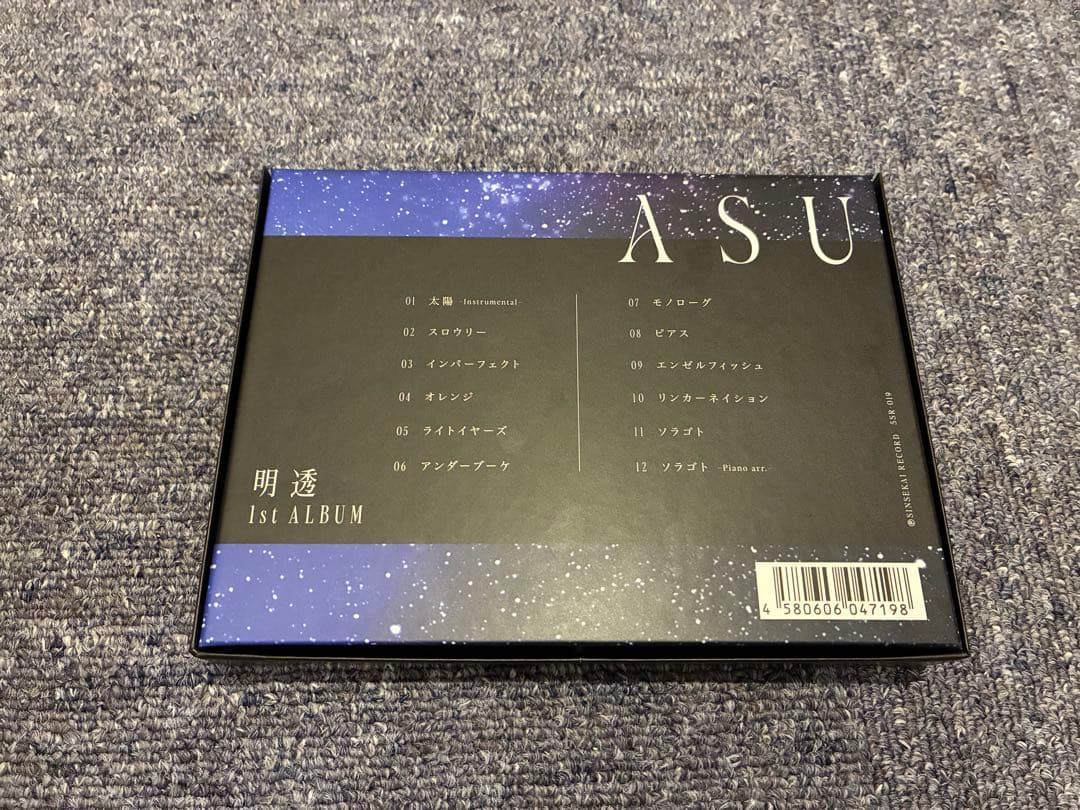 ASU
01 太陽 -Instrumental-
02 スロウリー
03 インパーフェクト
04 オレンジ
05 ライトイヤーズ
06 アンダーブーケ
07 モノローグ
08 ピアス
09 エンゼルフィッシュ
10 リンカーネイション
11 ソラゴト
12 ソラゴト -Piano arr.-
明透
1st ALBUM
ⓟSINSEKAI RECORD SSR-019
4 580606 047198